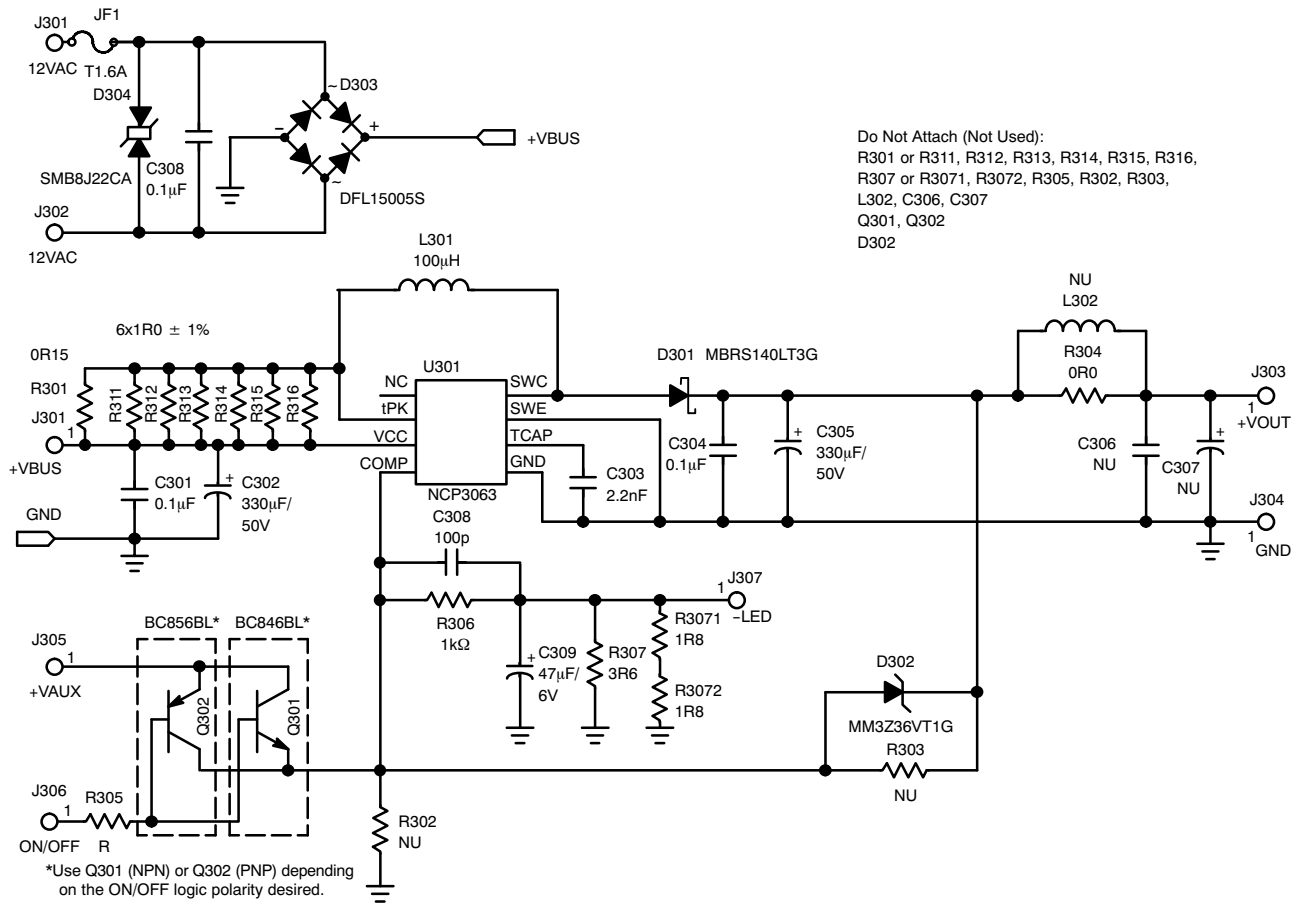 J301
JF1
12VAC
T1.6A
D304
~
D303
–
+
+VBUS
SMB8J22CA
C308
0.1μF
~
DFL15005S
J302
12VAC
Do Not Attach (Not Used):
R301 or R311, R312, R313, R314, R315, R316,
R307 or R3071, R3072, R305, R302, R303,
L302, C306, C307
Q301, Q302
D302
L301
100μH
6x1R0 ± 1%
0R15
R301
J301
1
+VBUS
R311
R312
R313
R314
R315
R316
U301
NC
tPK
VCC
COMP
SWC
SWE
TCAP
GND
NCP3063
D301 MBRS140LT3G
NU
L302
R304
0R0
J303
1
+VOUT
C301
0.1μF
+
C302
330μF/
50V
GND
C303
2.2nF
C304
0.1μF
+
C305
330μF/
50V
C306
NU
+
C307
NU
J304
1
GND
C308
100p
R306
1kΩ
+
C309
47μF/
6V
R307
3R6
R3071
1R8
R3072
1R8
1
J307
–LED
BC856BL*
BC846BL*
J305
1
+VAUX
Q302
Q301
J306
1
ON/OFF
R305
R
*Use Q301 (NPN) or Q302 (PNP) depending
on the ON/OFF logic polarity desired.
R302
NU
D302
MM3Z36VT1G
R303
NU